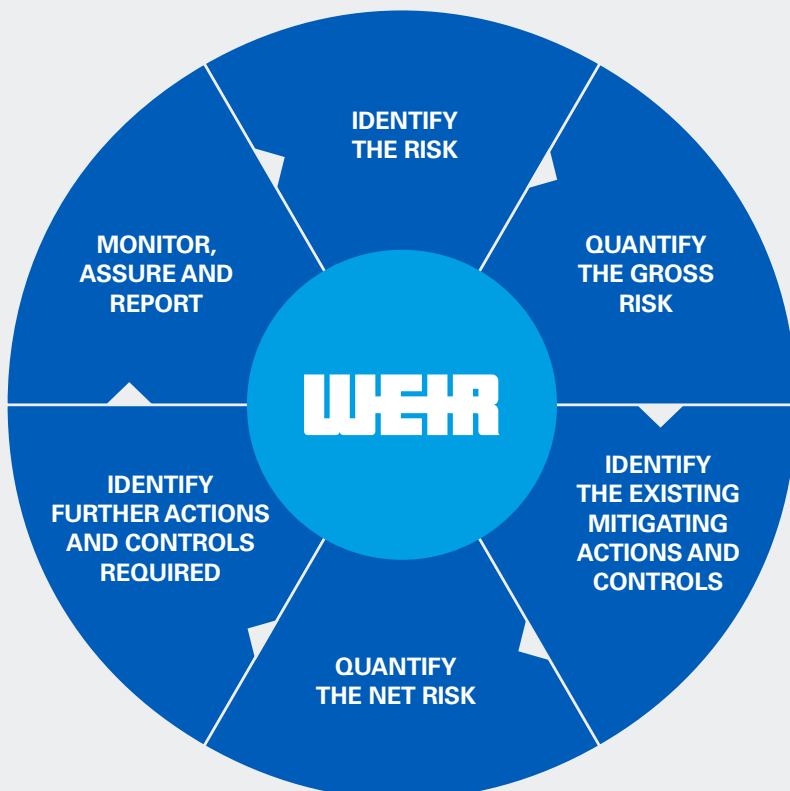 IDENTIFY
THE RISK
QUANTIFY
THE GROSS
RISK
IDENTIFY
THE EXISTING
MITIGATING
ACTIONS AND
CONTROLS
QUANTIFY
THE NET RISK
IDENTIFY
FURTHER ACTIONS
AND CONTROLS
REQUIRED
MONITOR,
ASSURE AND
REPORT
WEIR